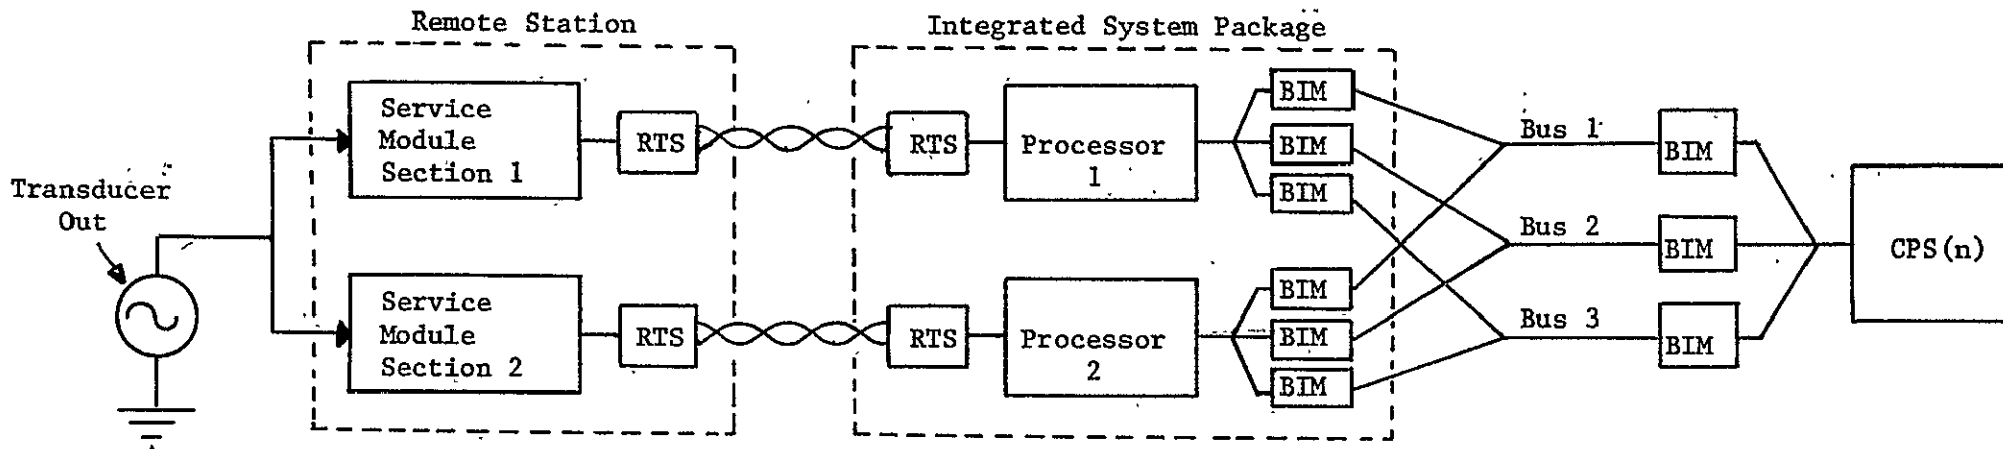 Remote Station
Integrated System Package
Transducer
Out
Service
Module
Section 1
RTS
RTS
Processor
1
BIM
BIM
BIM
Bus 1
BIM
Bus 2
BIM
CPS(n)
Service
Module
Section 2
RTS
RTS
Processor
2
BIM
BIM
BIM
Bus 3
BIM